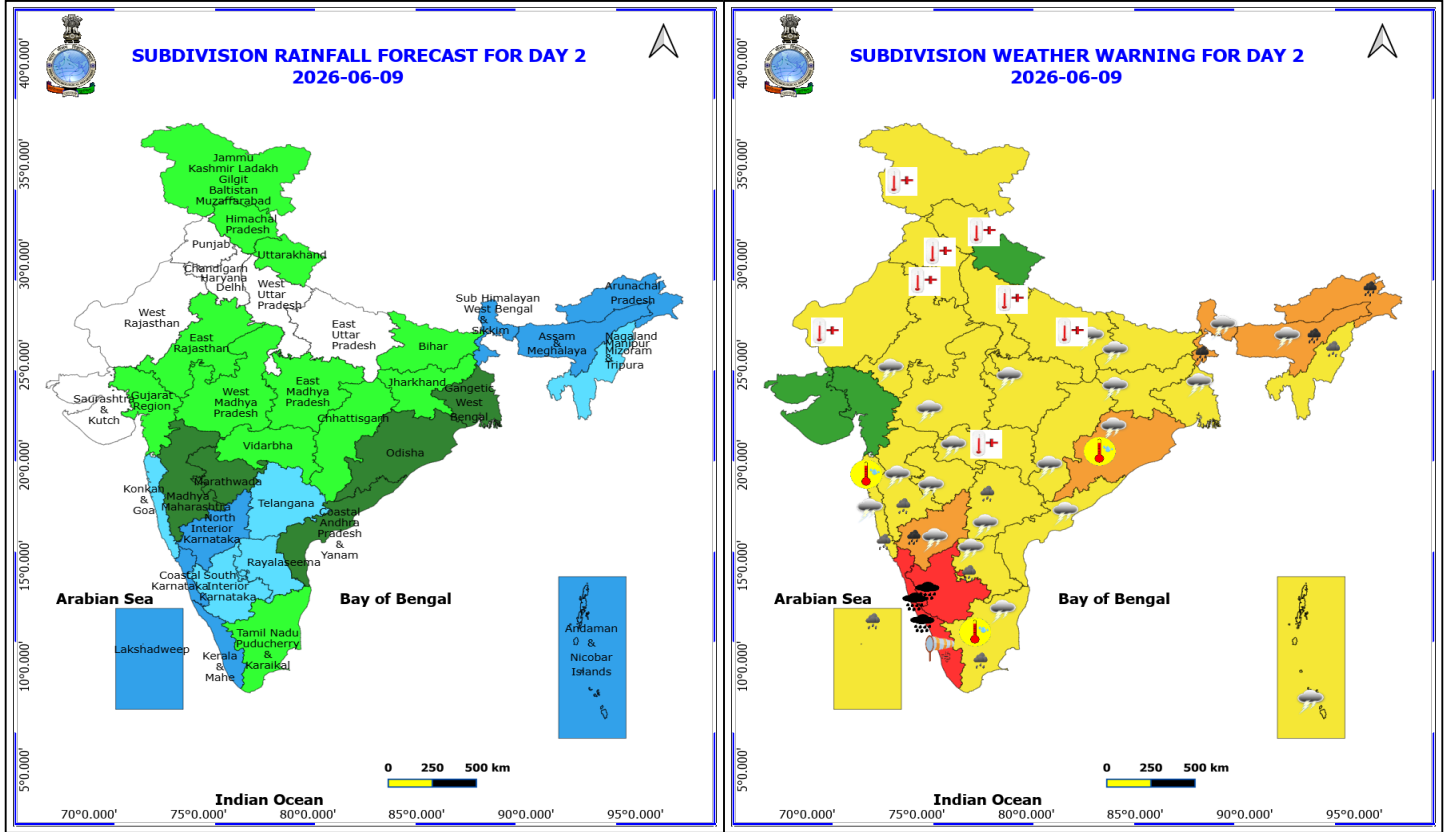 SUBDIVISION RAINFALL FORECAST FOR DAY 2
2026-06-09
40°0.000'
35°0.000'
30°0.000'
25°0.000'
20°0.000'
15°0.000'
10°0.000'
5°0.000'
Jammu
Kashmir Ladakh
Gilgit
Baltistan
Muzaffarabad
Himachal
Pradesh
Punjab
Uttarakhand
Chandigarh
Haryana
Delhi
West
Uttar
Pradesh
West
Rajasthan
East
Uttar
Pradesh
East
Rajasthan
Bihar
Sub Himalayan
West Bengal
&
Sikkim
Arunachal
Pradesh
Assam
&
Meghalaya
Nagaland
Manipur
Mizoram
&
Tripura
Saurashtra
&
Kutch
Gujarat
Region
West
Madhya
Pradesh
East
Madhya
Pradesh
Jharkhand
Gangetic
West
Bengal
Chhattisgarh
Vidarbha
Odisha
Konkan
&
Goa
Marathwada
Madhya
Maharashtra
Telangana
North
Interior
Karnataka
Coastal
Andhra
Pradesh
&
Yanam
Rayalaseema
Coastal
Karnataka
South
Interior
Karnataka
Arabian Sea
Bay of Bengal
Lakshadweep
Kerala
&
Mahe
Tamil Nadu
Puducherry
&
Karaikal
Andaman
&
Nicobar
Islands
0 250 500 km
Indian Ocean
70°0.000' 75°0.000' 80°0.000' 85°0.000' 90°0.000' 95°0.000'
SUBDIVISION WEATHER WARNING FOR DAY 2
2026-06-09
40°0.000'
35°0.000'
30°0.000'
25°0.000'
20°0.000'
15°0.000'
10°0.000'
5°0.000'
Arabian Sea
Bay of Bengal
0 250 500 km
Indian Ocean
70°0.000' 75°0.000' 80°0.000' 85°0.000' 90°0.000' 95°0.000'